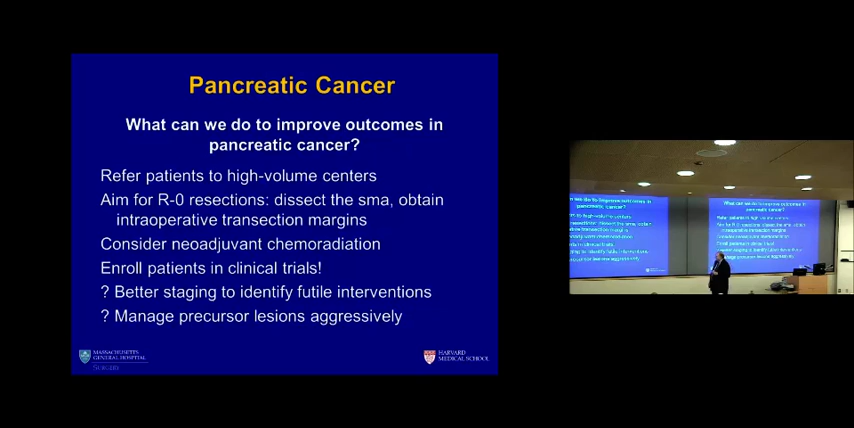 Pancreatic Cancer
What can we do to improve outcomes in
pancreatic cancer?
Refer patients to high-volume centers
Aim for R-0 resections: dissect the sma, obtain
intraoperative transection margins
Consider neoadjuvant chemoradiation
Enroll patients in clinical trials!
? Better staging to identify futile interventions
? Manage precursor lesions aggressively
MASSACHUSETTS
GENERAL HOSPITAL
SURGERY
HARVARD
MEDICAL SCHOOL